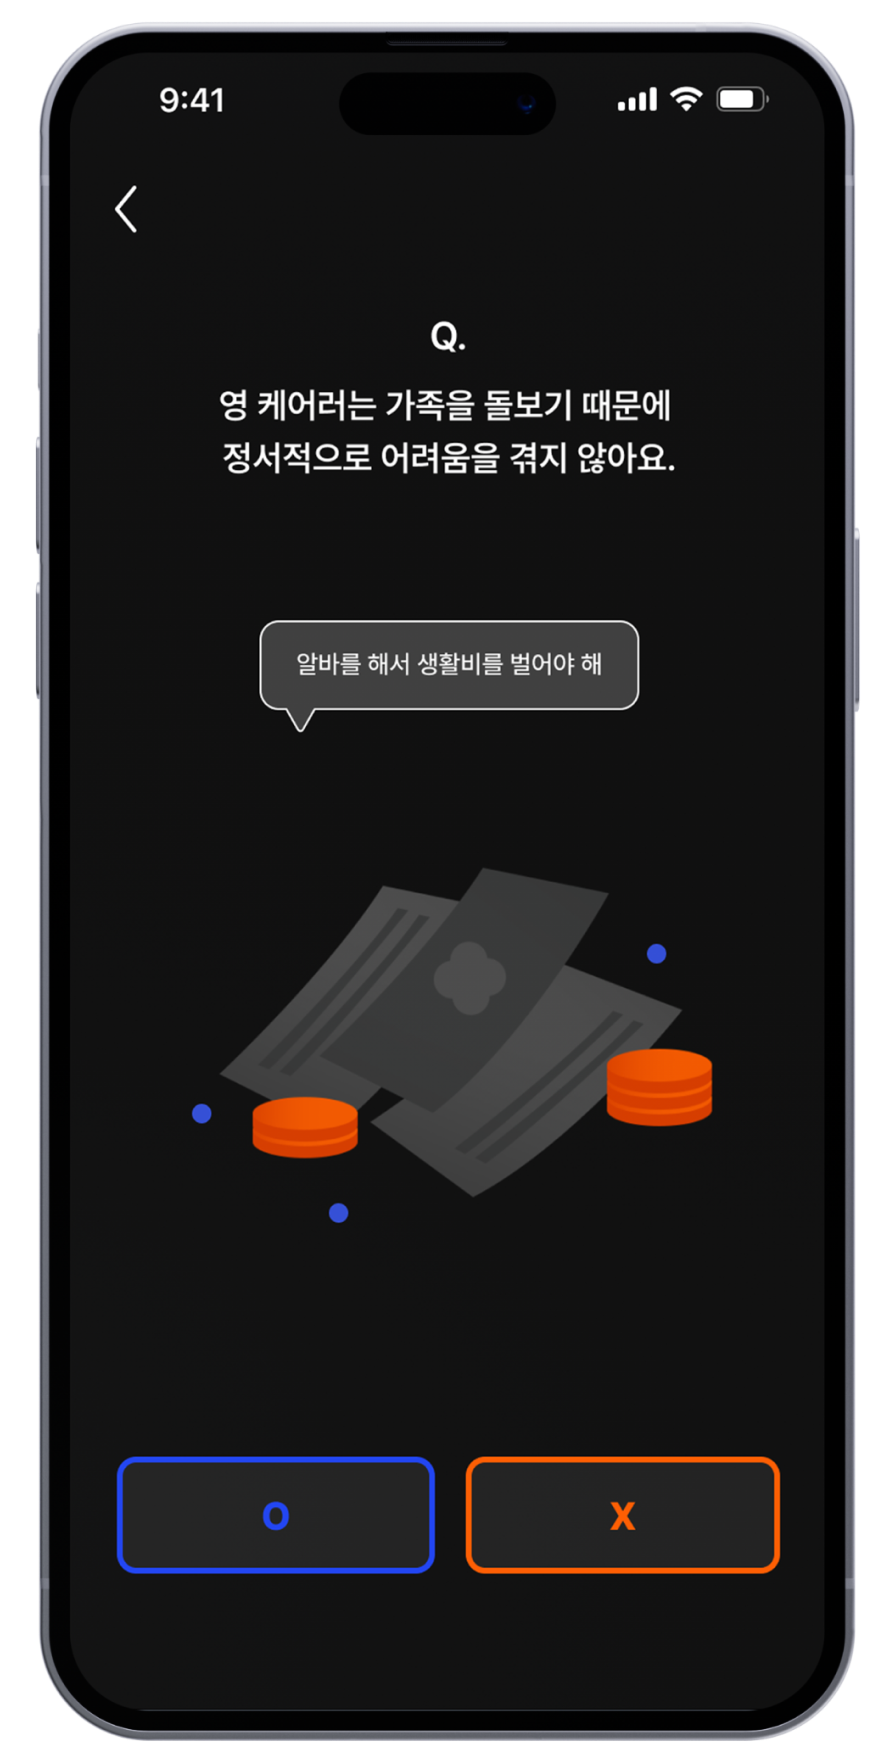 9:41
Q.
영 케어러는 가족을 돌보기 때문에
정서적으로 어려움을 겪지 않아요.
알바를 해서 생활비를 벌어야 해
O
X